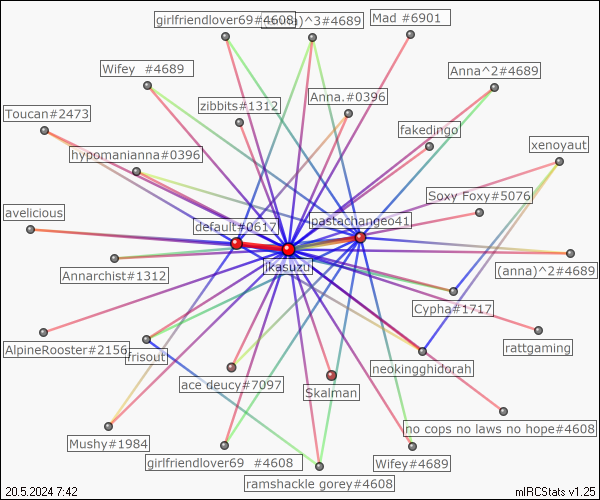 girlfriendlover69#4608
)^3#4689
Mad #6901
Wifey  #4689
Anna^2#4689
zibbits#1312
Anna.#0396
Toucan#2473
fakedingo
xenoyaut
hypomanianna#0396
Soxy Foxy#5076
avelicious
default#0617
pastachangeo41
jkasuzu
Annarchist#1312
(anna)^2#4689
Cypha#1717
AlpineRooster#2156
frisout
rattgaming
neokingghidorah
ace deucy#7097
Skalman
no cops no laws no hope#4608
Mushy#1984
girlfriendlover69  #4608
Wifey#4689
ramshackle gorey#4608
20.5.2024 7:42
mIRCStats v1.25